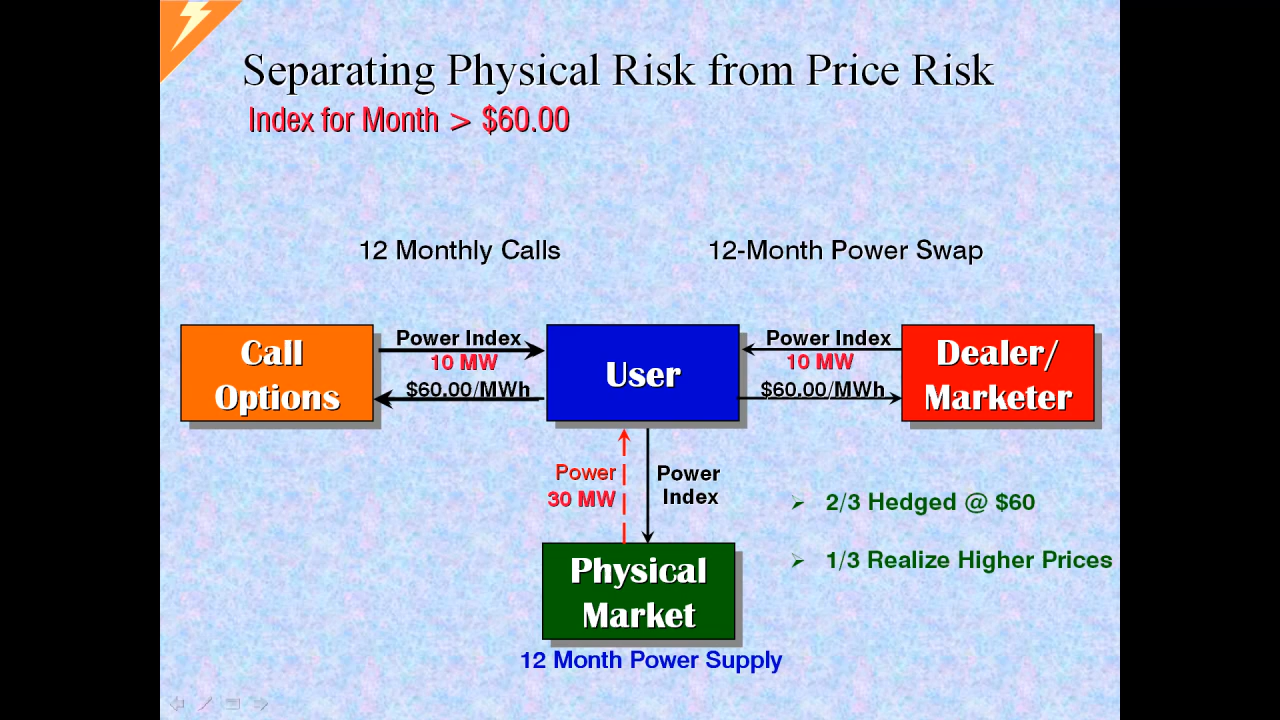 Separating Physical Risk from Price Risk
Index for Month > $60.00
12 Monthly Calls
12-Month Power Swap
Call
Options
Power Index
10 MW
$60.00/MWh
User
Power Index
10 MW
$60.00/MWh
Dealer/
Marketer
Power
30 MW
Power
Index
2/3 Hedged @ $60
1/3 Realize Higher Prices
Physical
Market
12 Month Power Supply